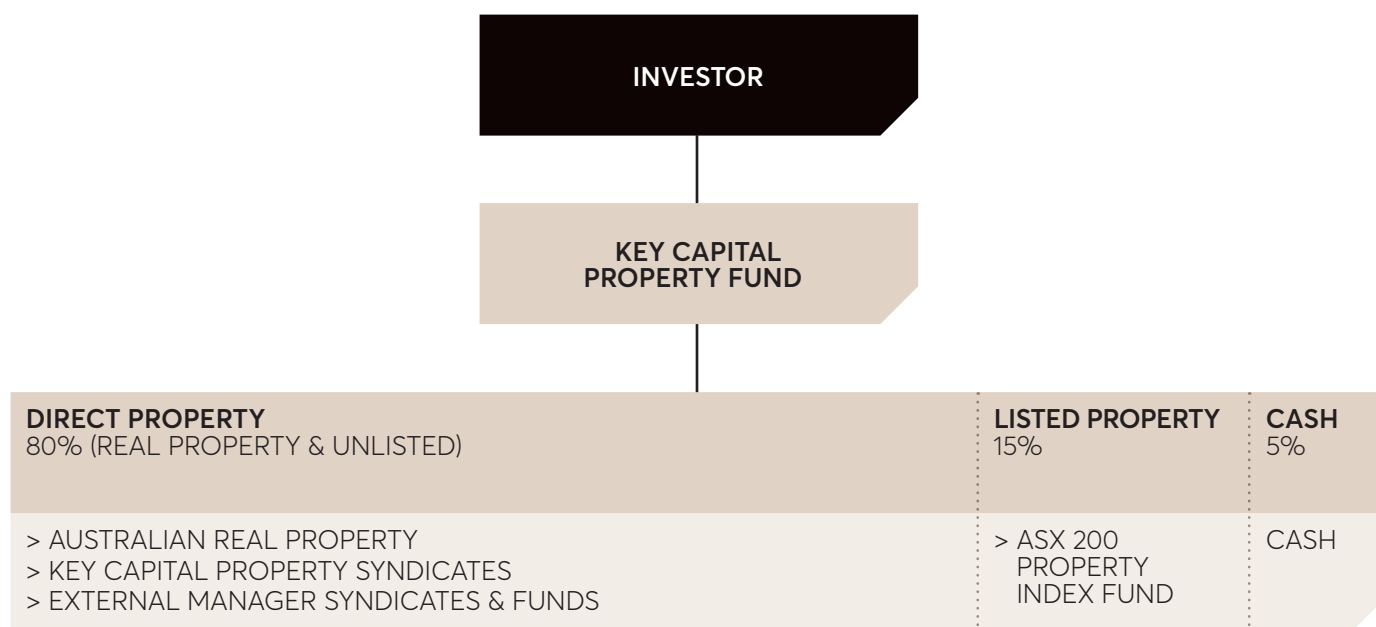 INVESTOR
KEY CAPITAL
PROPERTY FUND
DIRECT PROPERTY
80% (REAL PROPERTY & UNLISTED)
LISTED PROPERTY
15%
CASH
5%
> AUSTRALIAN REAL PROPERTY
> KEY CAPITAL PROPERTY SYNDICATES
> EXTERNAL MANAGER SYNDICATES & FUNDS
> ASX 200
PROPERTY
INDEX FUND
CASH